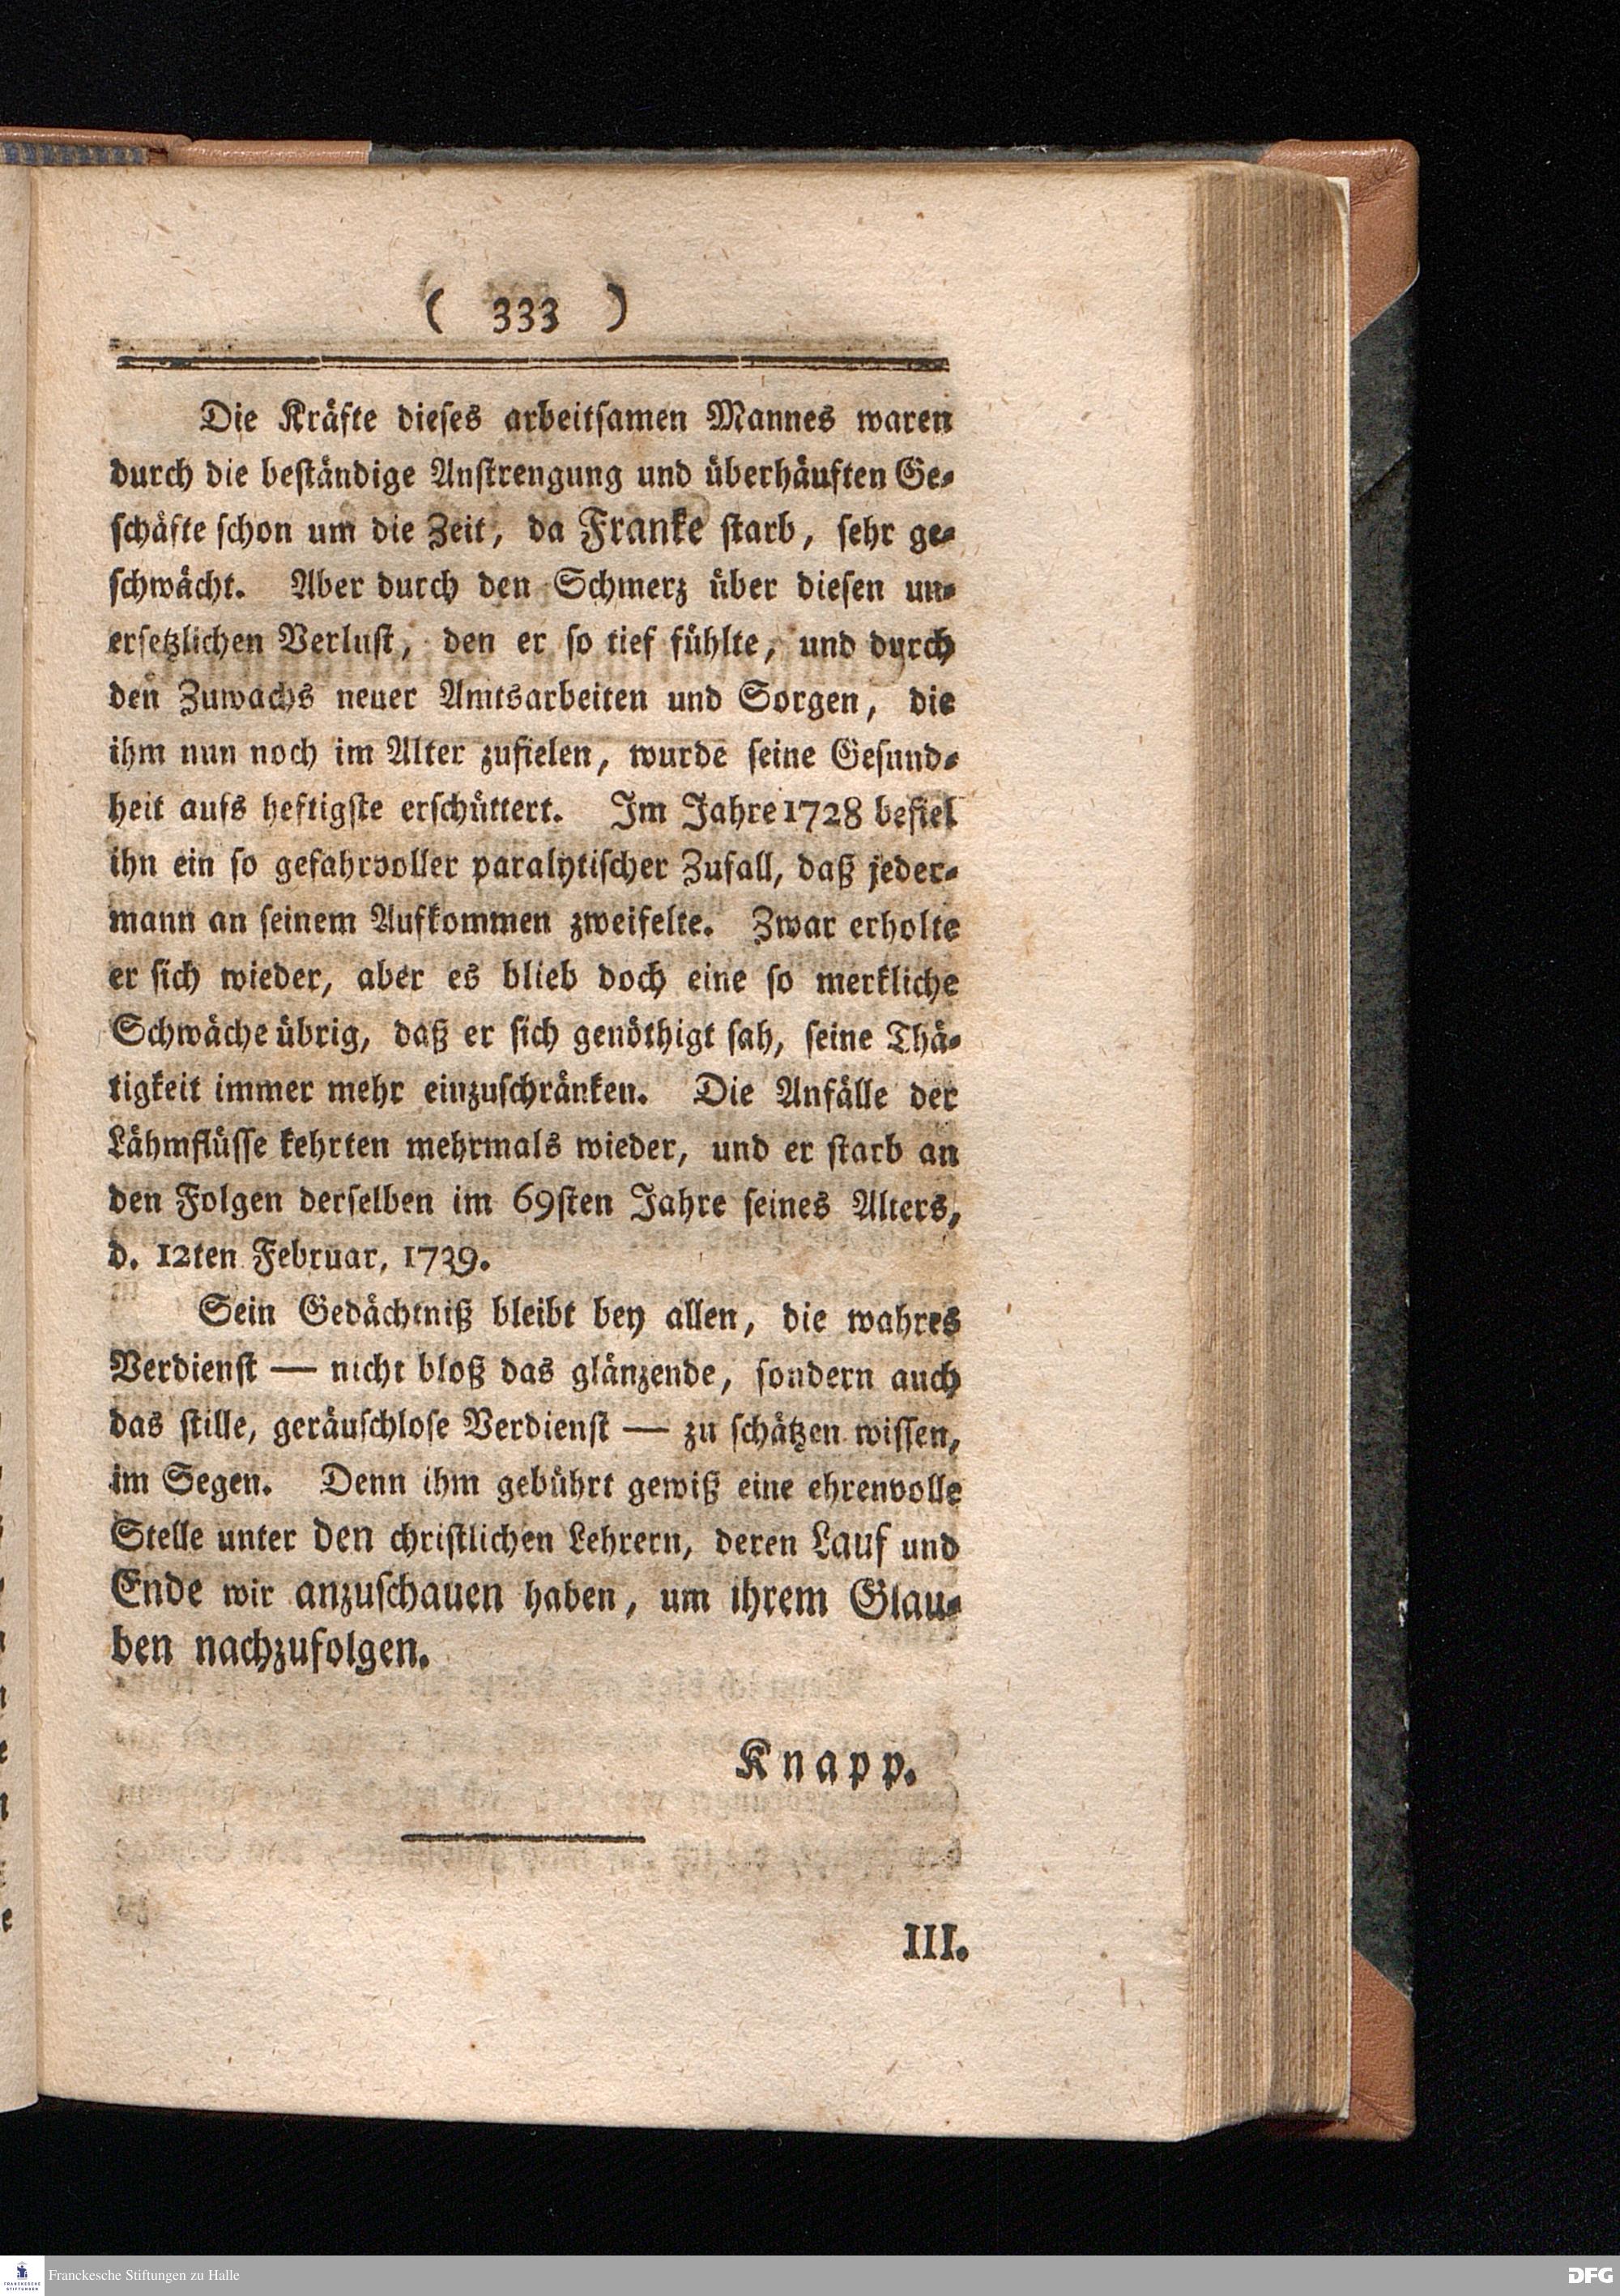 ( 333 )
Die Kräfte dieses arbeitsamen Mannes waren
durch die beständige Anstrengung und überhäuften Ge-
schäfte schon um die Zeit, da Franke starb, sehr ge-
schwächt. Aber durch den Schmerz über diesen un-
ersetzlichen Verlust, den er so tief fühlte, und durch
den Zuwachs neuer Amtsarbeiten und Sorgen, die
ihm nun noch im Alter zufielen, wurde seine Gesund-
heit aufs heftigste erschüttert. Im Jahre 1728 befiel
ihn ein so gefahrvoller paralytischer Zufall, daß jeder-
mann an seinem Aufkommen zweifelte. Zwar erholte
er sich wieder, aber es blieb doch eine so merkliche
Schwäche übrig, daß er sich genöthigt sah, seine Thä-
tigkeit immer mehr einzuschränken. Die Anfälle der
Lähmflüsse kehrten mehrmals wieder, und er starb an
den Folgen derselben im 69sten Jahre seines Alters,
d. 12ten Februar, 1739.
Sein Gedächtniß bleibt bey allen, die wahres
Verdienst — nicht bloß das glänzende, sondern auch
das stille, geräuschlose Verdienst — zu schätzen wissen,
im Segen. Denn ihm gebührt gewiß eine ehrenvolle
Stelle unter den christlichen Lehrern, deren Lauf und
Ende wir anzuschauen haben, um ihrem Glau-
ben nachzufolgen.
Knapp.
III.
FRANCKESCHE STIFTUNGEN
Franckesche Stiftungen zu Halle
DFG